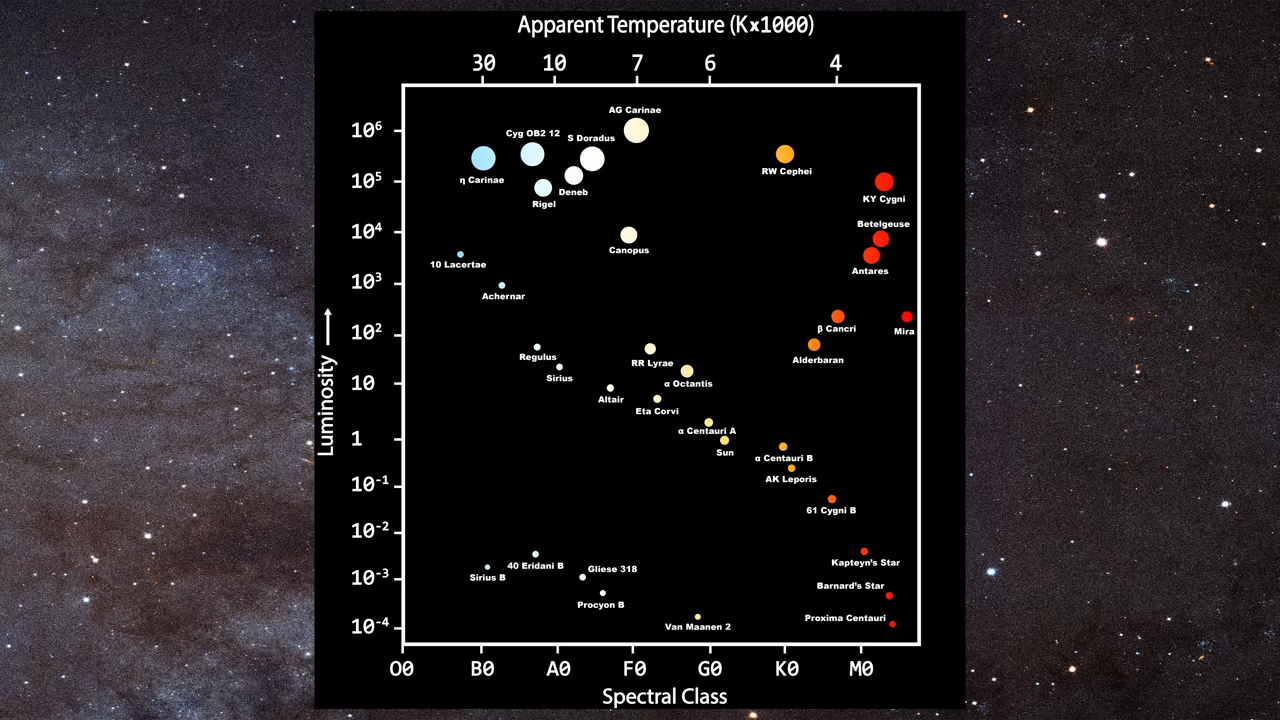 Apparent Temperature (Kx1000)
30 10 7 6 4
AG Carinae
10⁶
Cyg OB2 12
S Doradus
η Carinae
RW Cephei
10⁵
Deneb
KY Cygni
Rigel
Betelgeuse
10⁴
Canopus
10 Lacertae
Antares
10³
Achernar
β Cancri
Mira
10²
Regulus
RR Lyrae
Alderbaran
Sirius
α Octantis
10
Altair
Eta Corvi
α Centauri A
1
Sun
α Centauri B
AK Leporis
10⁻¹
61 Cygni B
10⁻²
40 Eridani B
Gliese 318
Kapteyn's Star
Sirius B
10⁻³
Barnard's Star
Procyon B
Proxima Centauri
10⁻⁴
Van Maanen 2
Luminosity →
O0 B0 A0 F0 G0 K0 M0
Spectral Class